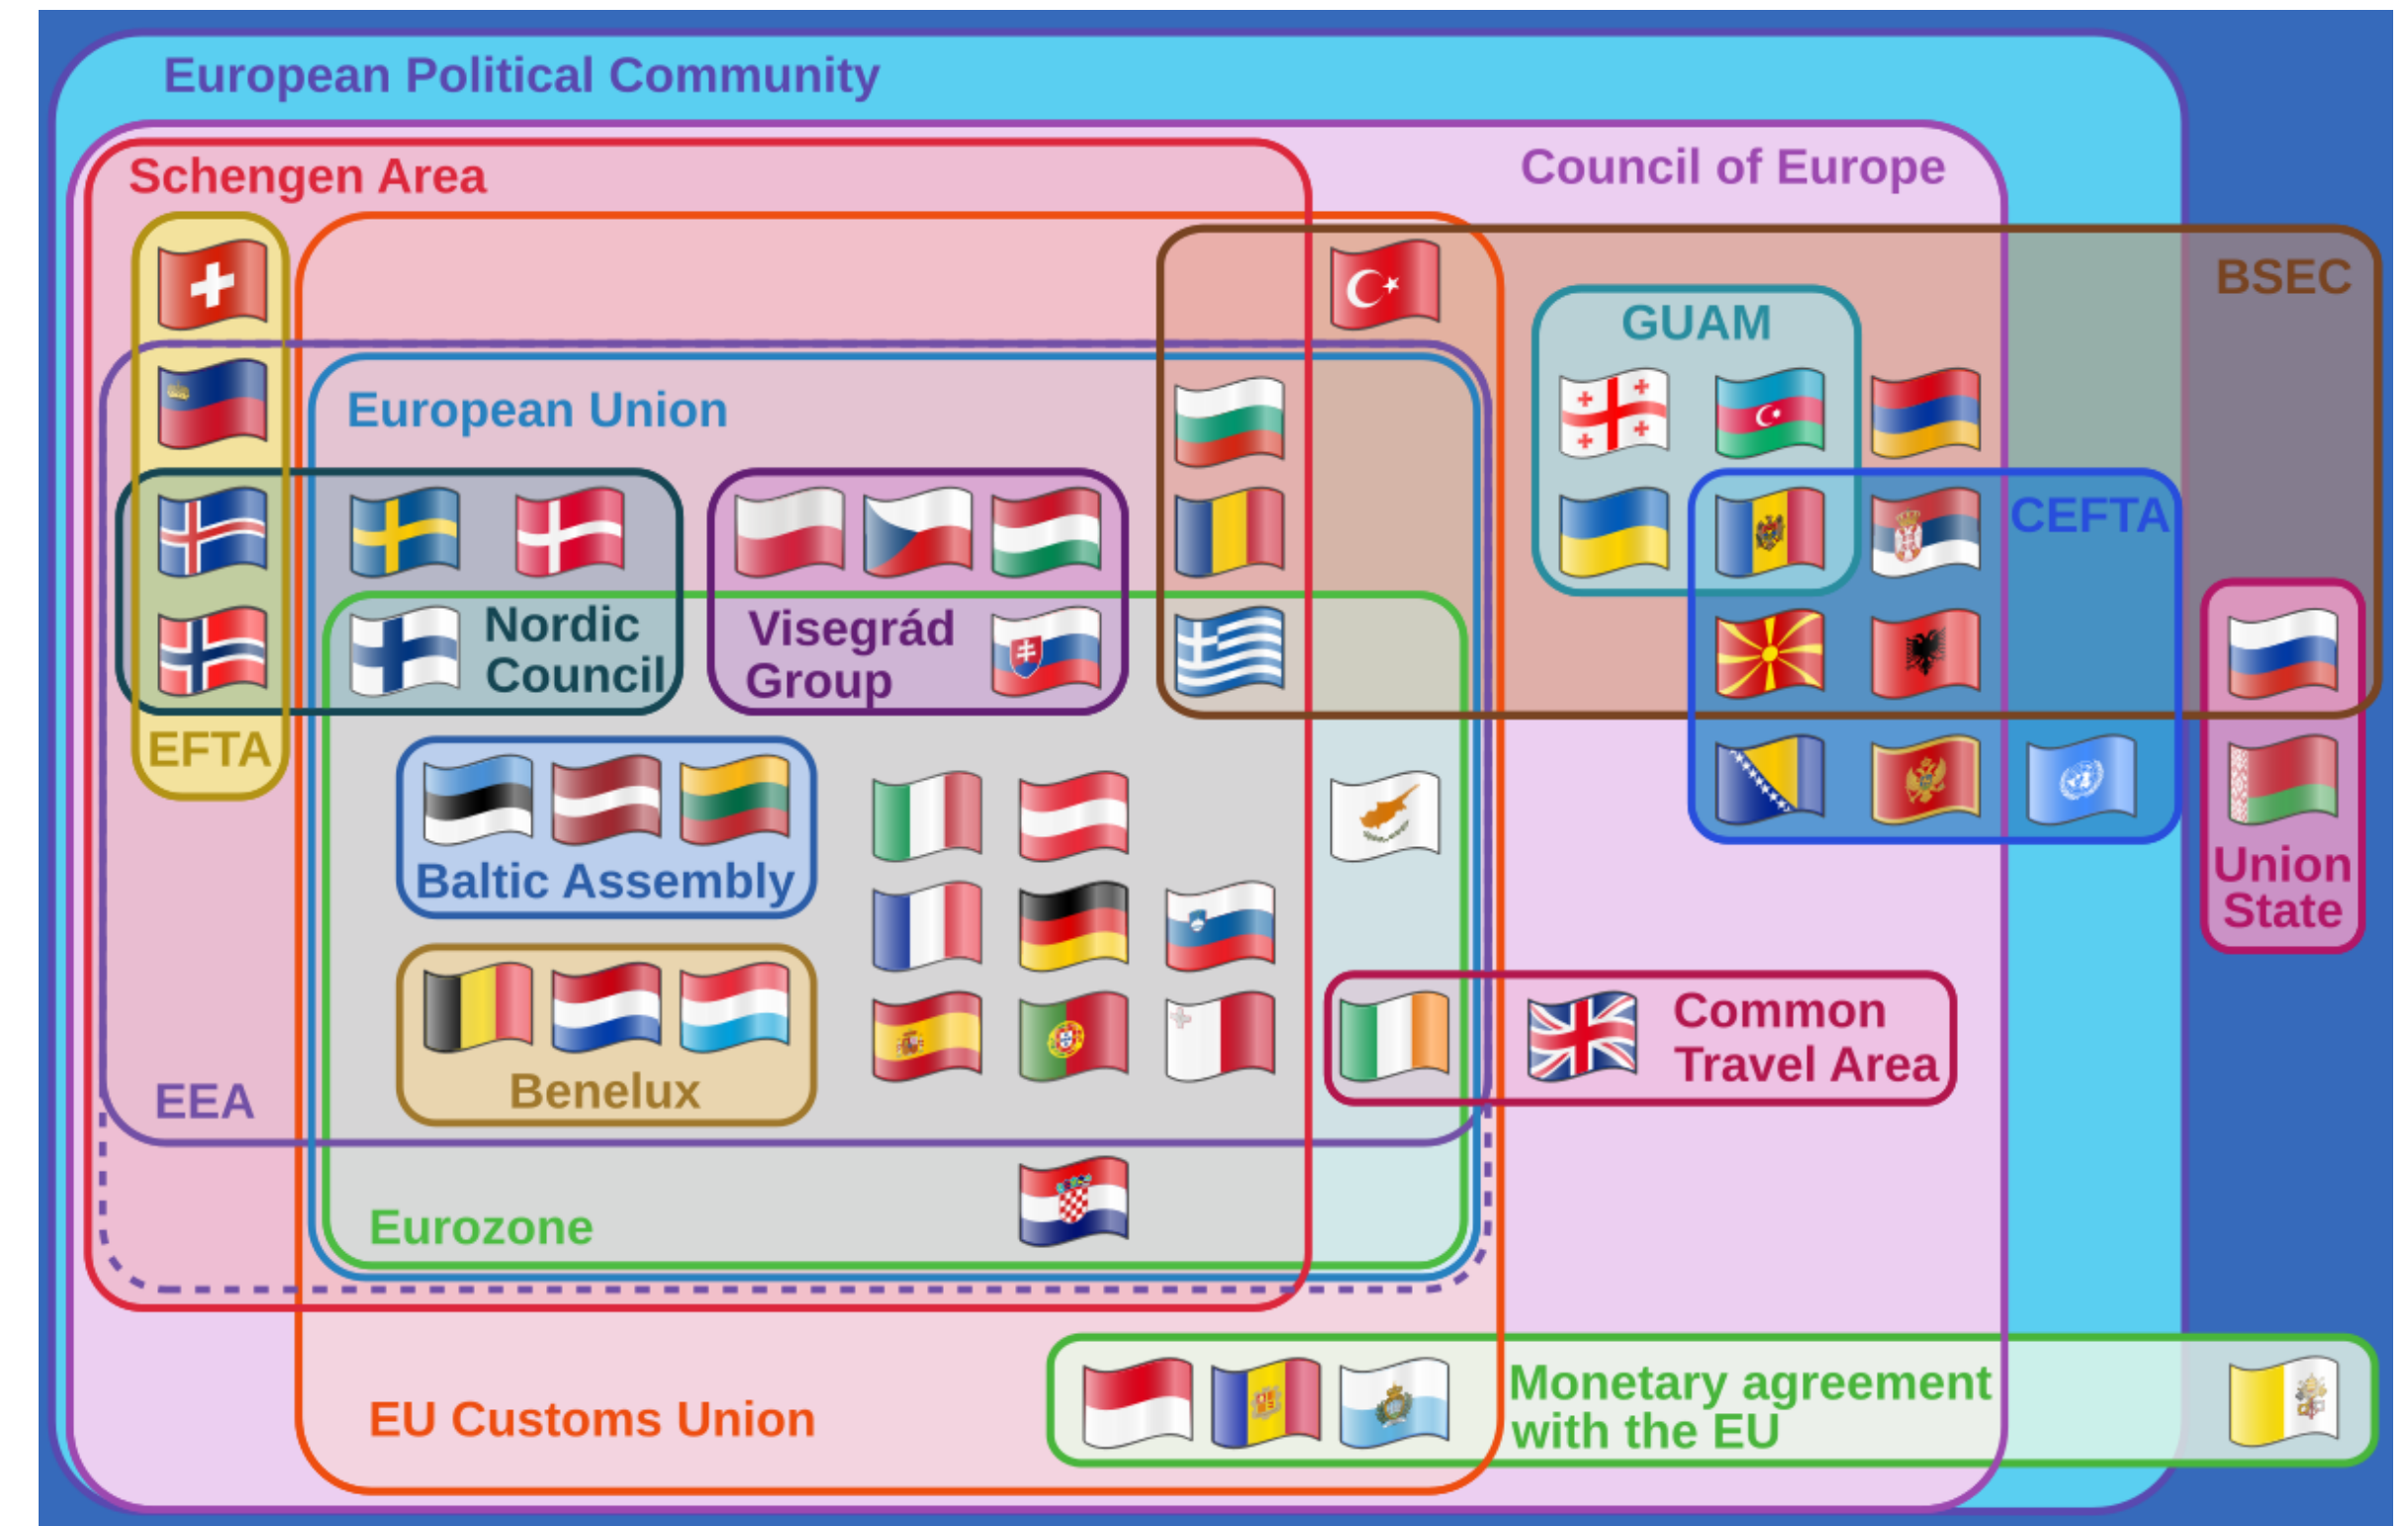 European Political Community
Schengen Area
Council of Europe
BSEC
GUAM
European Union
CEFTA
Nordic
Council
Visegrád
Group
EFTA
Baltic Assembly
Union
State
Common
Travel Area
Benelux
EEA
Eurozone
Monetary agreement
with the EU
EU Customs Union